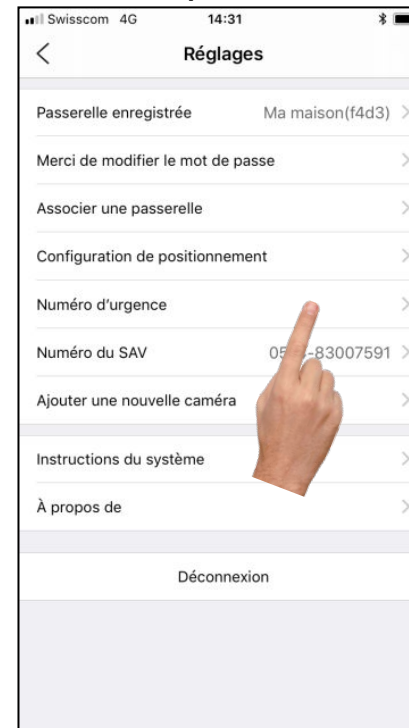 Swisscom 4G 14:31
Réglages
Passerelle enregistrée Ma maison(f4d3)
Merci de modifier le mot de passe
Associer une passerelle
Configuration de positionnement
Numéro d'urgence
Numéro du SAV -83007591
Ajouter une nouvelle caméra
Instructions du système
À propos de
Déconnexion